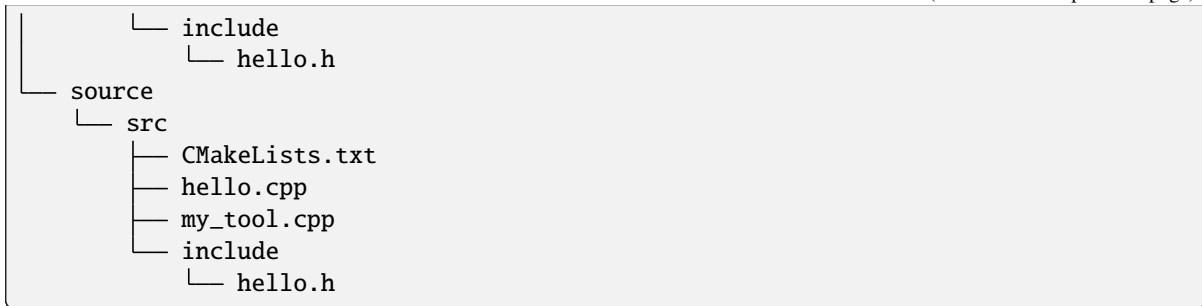 │       └── include
│           └── hello.h
└── source
    └── src
        ├── CMakeLists.txt
        ├── hello.cpp
        ├── my_tool.cpp
        └── include
            └── hello.h